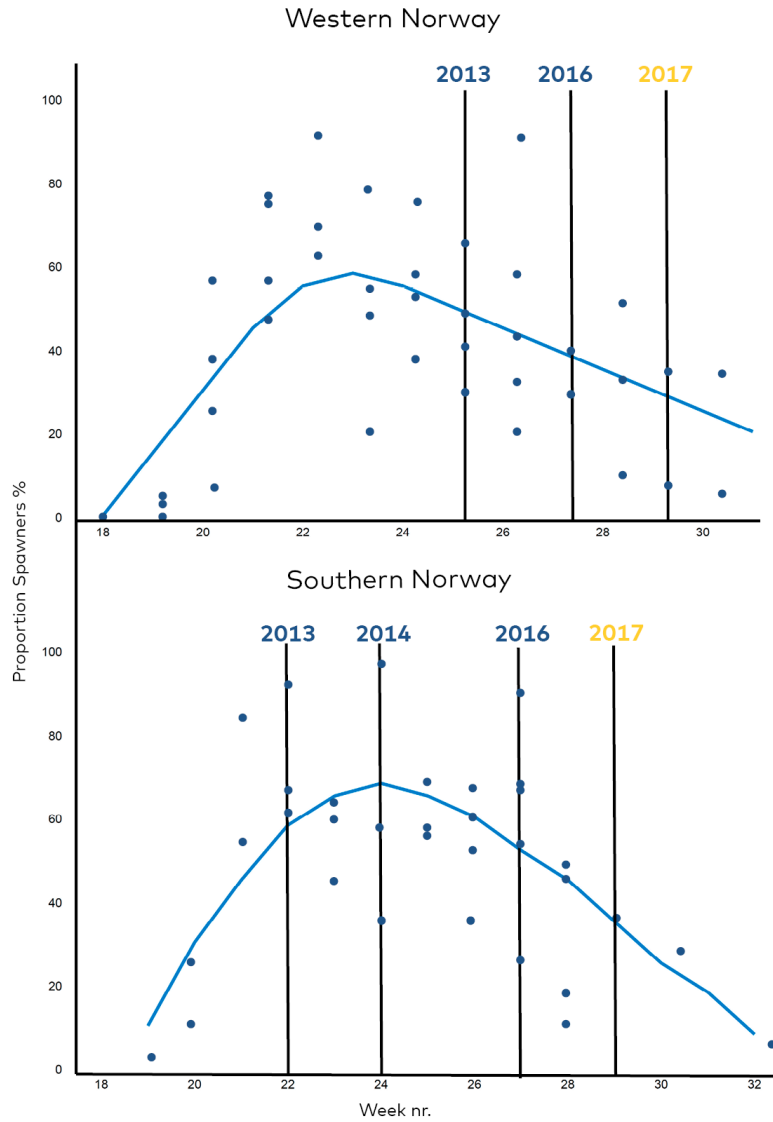 Western Norway
2013 2016 2017
100
80
60
40
20
0
18 20 22 24 26 28 30
Proportion Spawners %
Southern Norway
2013 2014 2016 2017
100
80
60
40
20
0
18 20 22 24 26 28 30 32
Week nr.